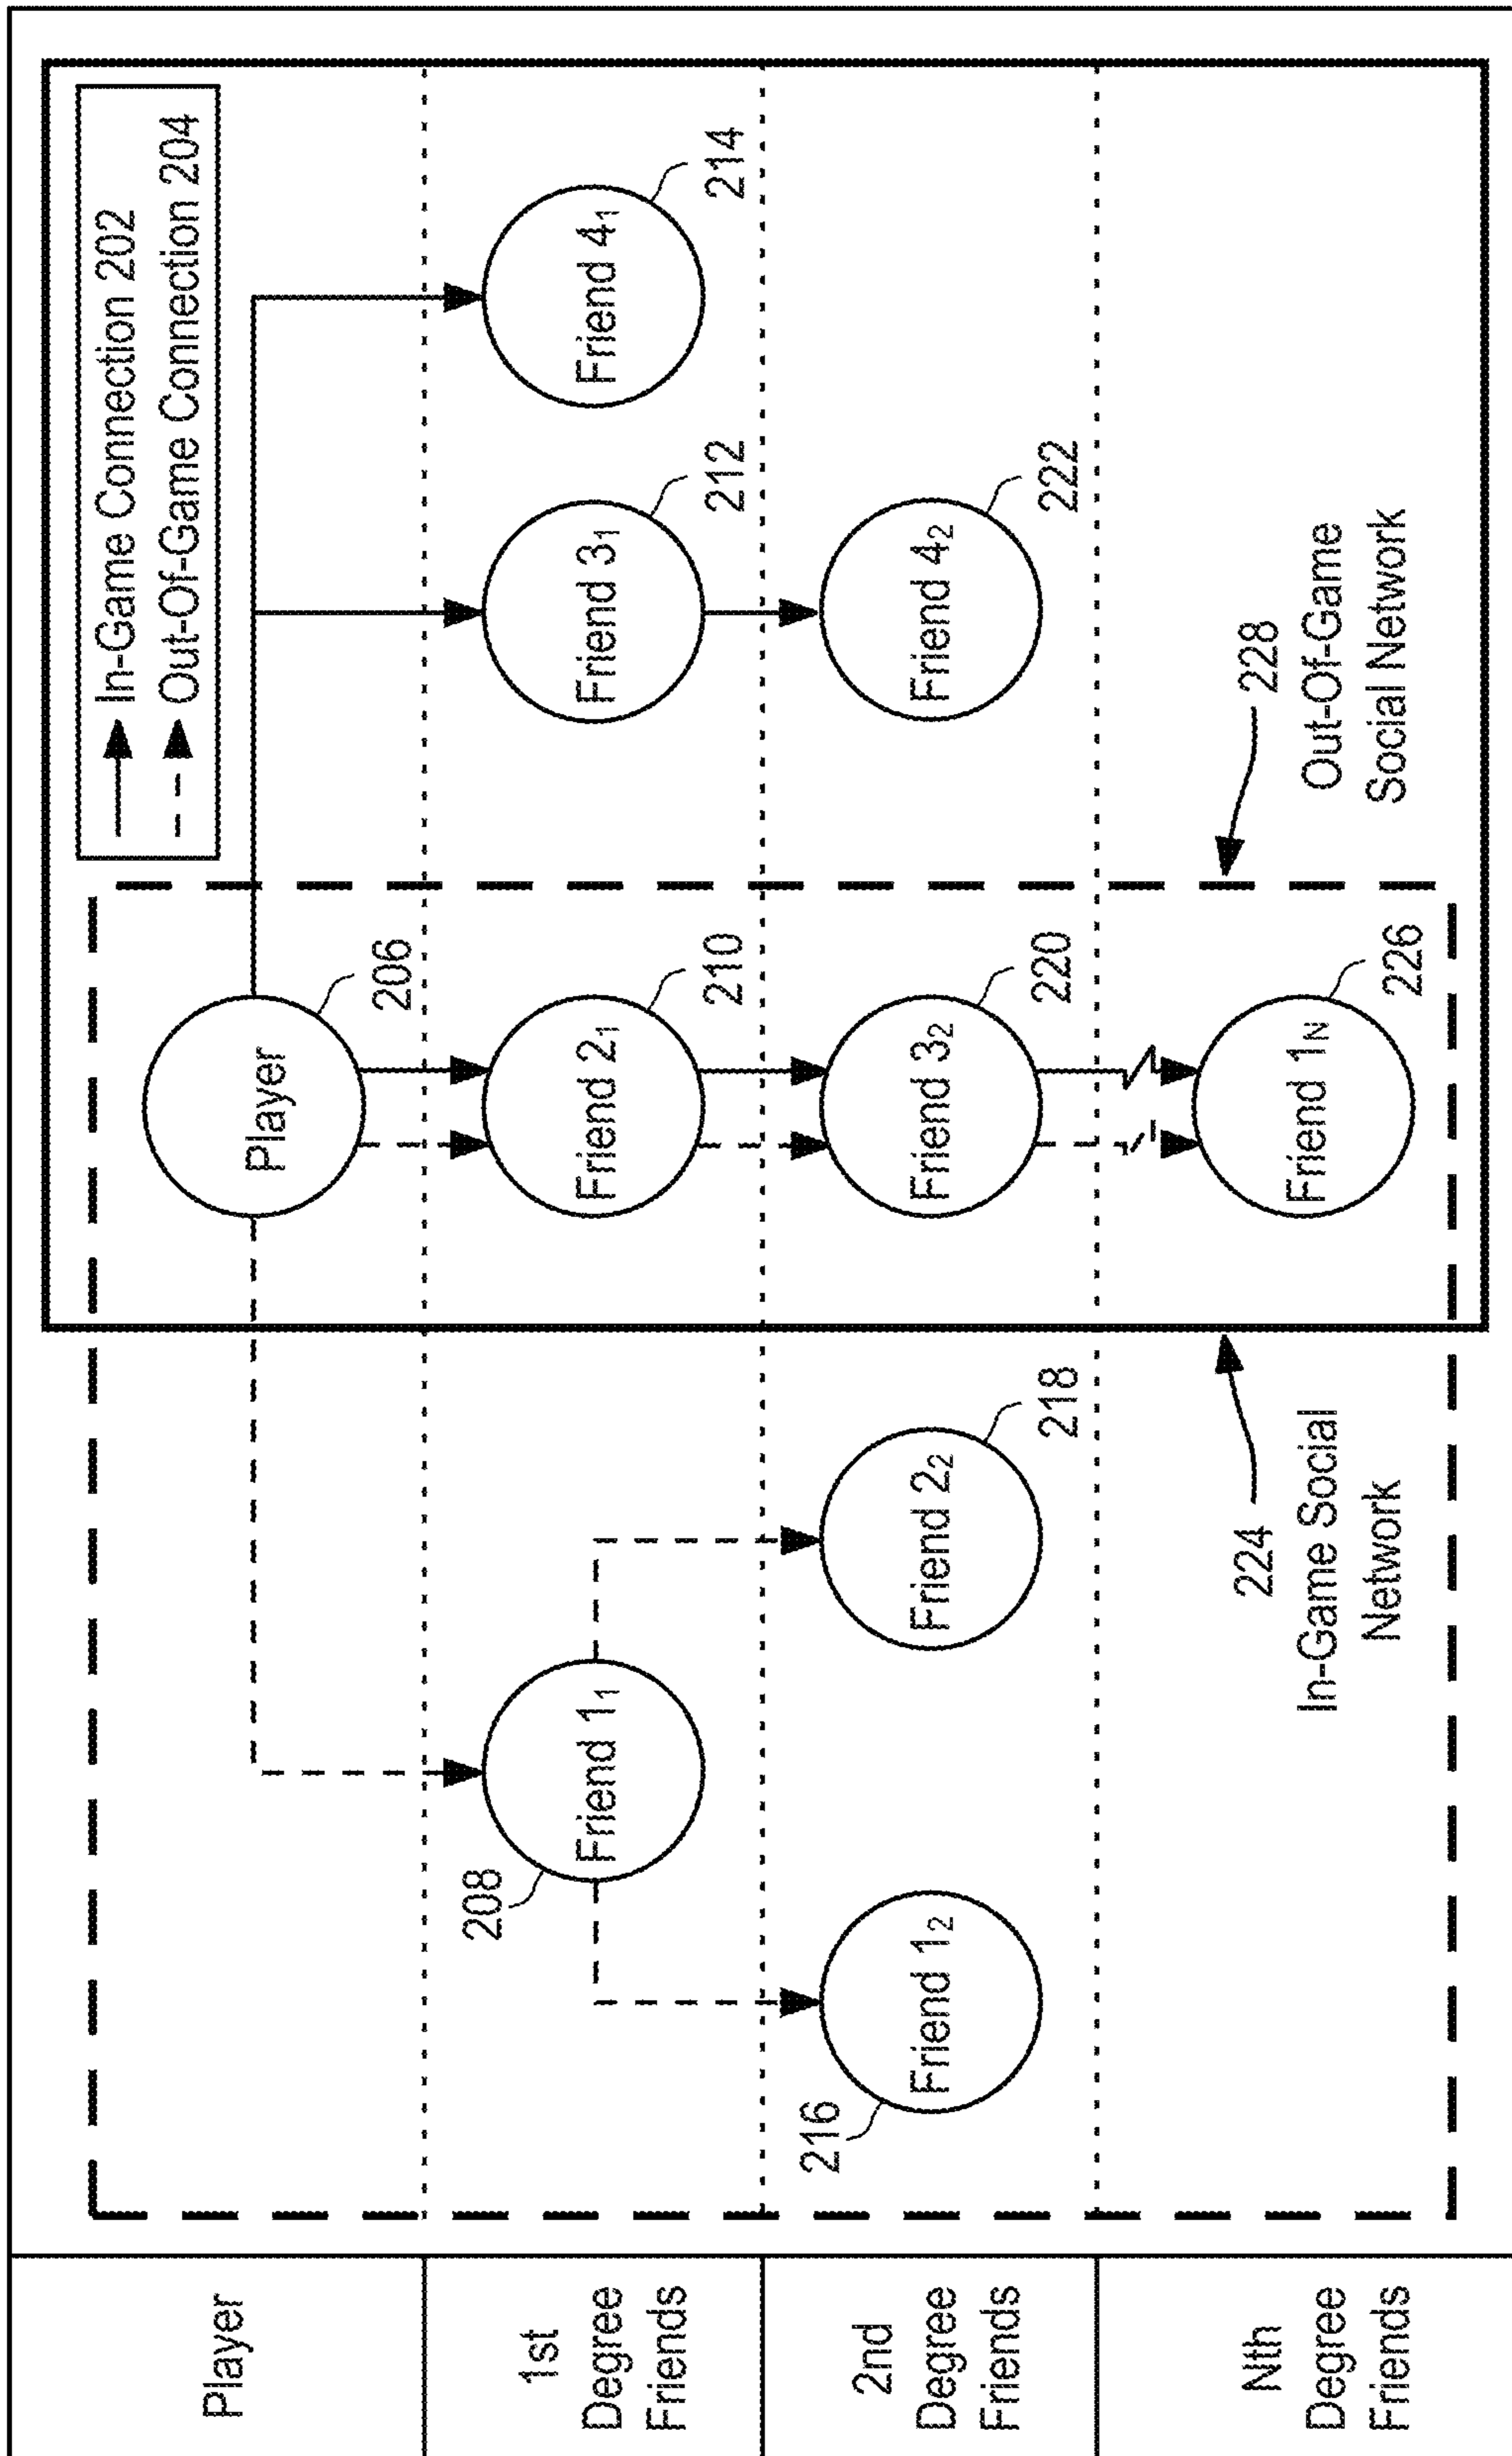 Player
1st
Degree
Friends
2nd
Degree
Friends
Nth
Degree
Friends
In-Game Connection 202
Out-Of-Game Connection 204
Player
206
208
Friend 1₁
Friend 2₁
210
Friend 3₁
212
Friend 4₁
214
216
Friend 1₂
Friend 2₂
218
Friend 3₂
220
Friend 4₂
222
224
In-Game Social
Network
Friend 1N
226
228
Out-Of-Game
Social Network